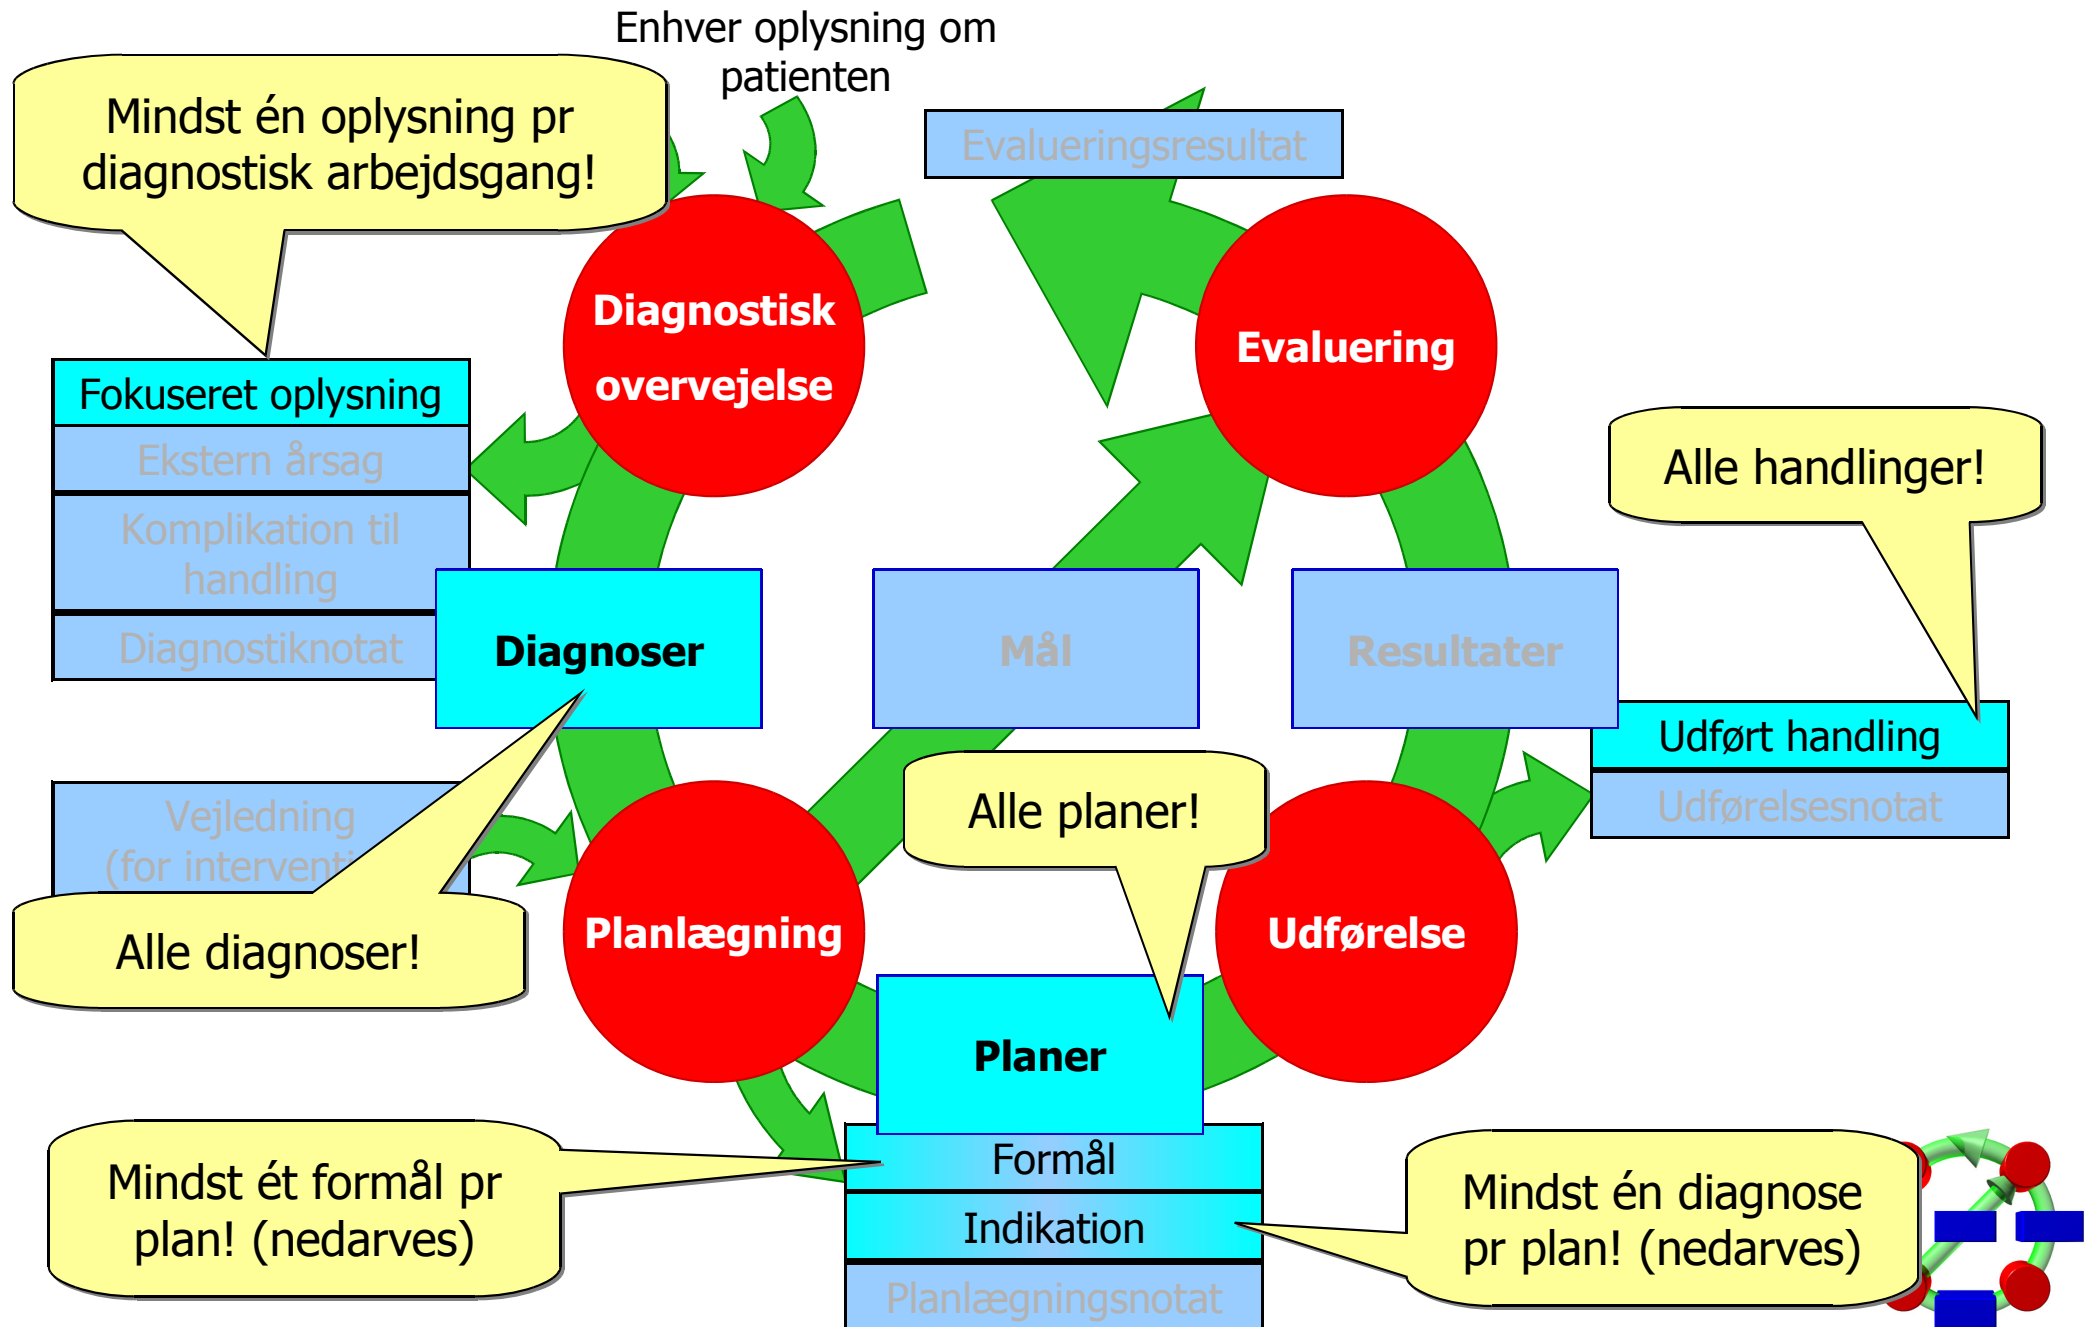 Enhver oplysning om
patienten
Mindst én oplysning pr
diagnostisk arbejdsgang!
Evalueringsresultat
Diagnostisk
overvejelse
Evaluering
Fokuseret oplysning
Ekstern årsag
Komplikation til
handling
Diagnostiknotat
Alle handlinger!
Diagnoser
Mål
Resultater
Udført handling
Udførelsesnotat
Vejledning
(for interventi
Alle planer!
Alle diagnoser!
Planlægning
Udførelse
Planer
Formål
Indikation
Planlægningsnotat
Mindst ét formål pr
plan! (nedarves)
Mindst én diagnose
pr plan! (nedarves)